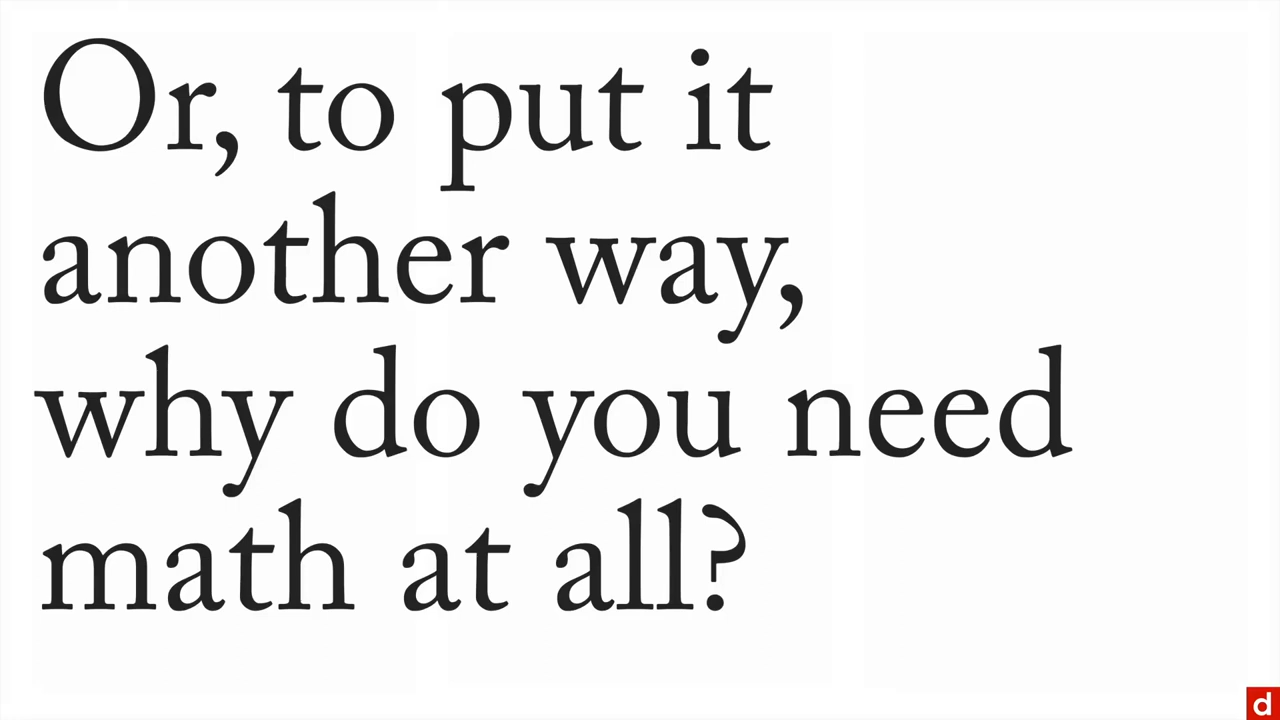 Or, to put it
another way,
why do you need
math at all?
d